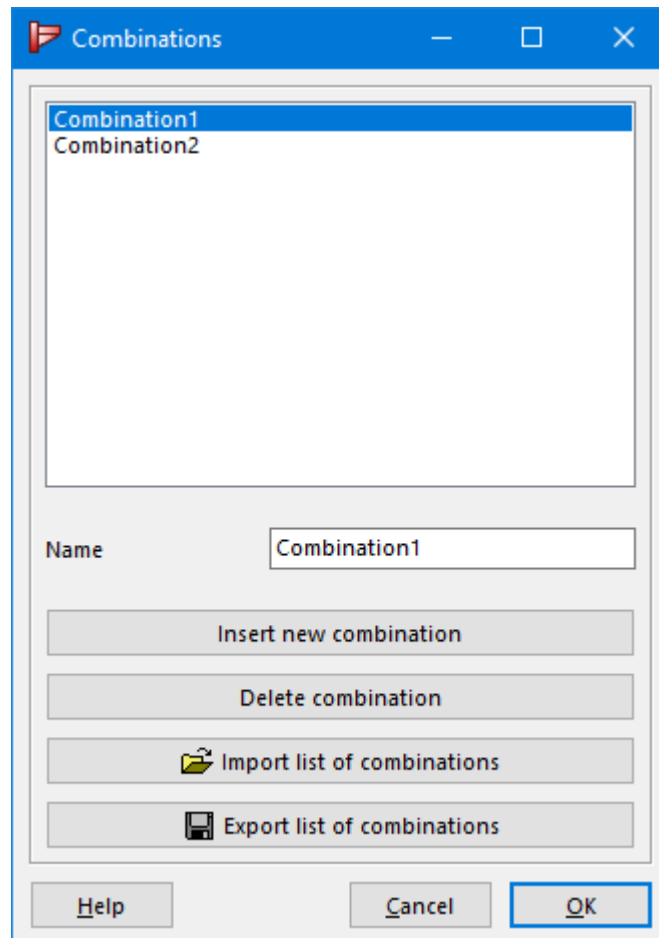 Combinations
Combination1
Combination2
Name Combination1
Insert new combination
Delete combination
Import list of combinations
Export list of combinations
Help Cancel OK